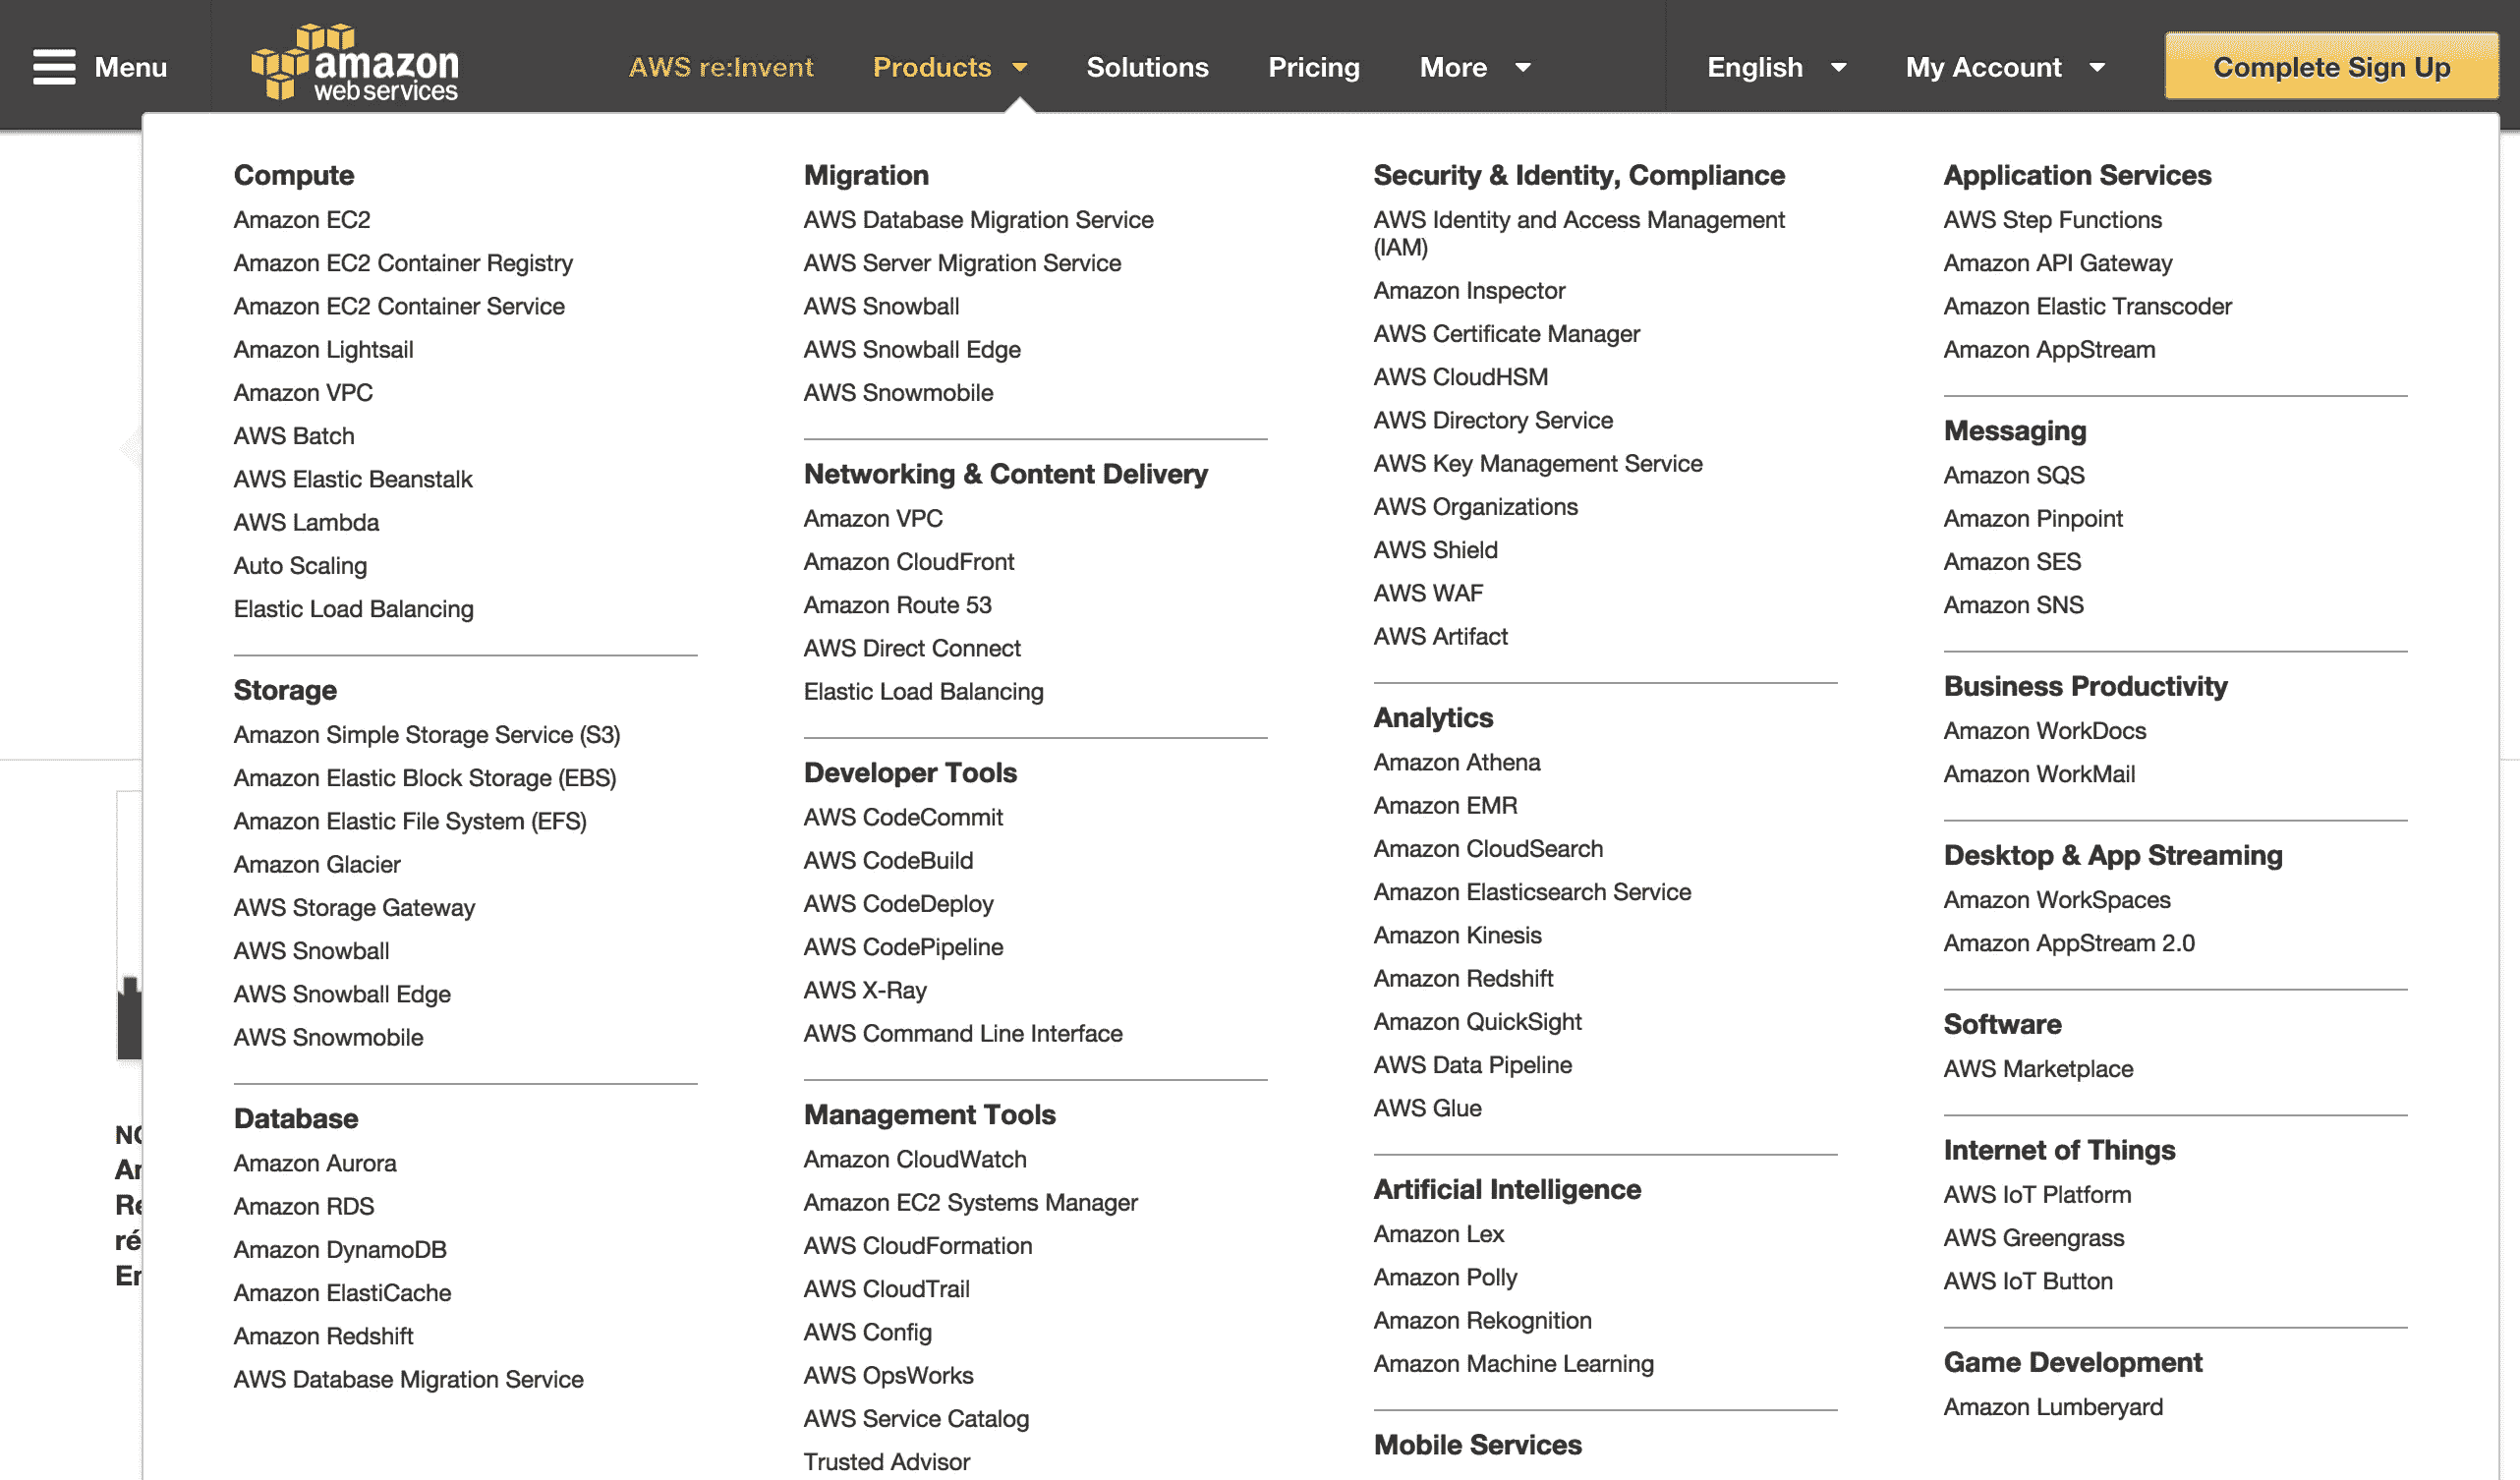 Menu
amazon
web services
AWS re:Invent
Products
Solutions
Pricing
More
English
My Account
Complete Sign Up
Compute
Amazon EC2
Amazon EC2 Container Registry
Amazon EC2 Container Service
Amazon Lightsail
Amazon VPC
AWS Batch
AWS Elastic Beanstalk
AWS Lambda
Auto Scaling
Elastic Load Balancing
Storage
Amazon Simple Storage Service (S3)
Amazon Elastic Block Storage (EBS)
Amazon Elastic File System (EFS)
Amazon Glacier
AWS Storage Gateway
AWS Snowball
AWS Snowball Edge
AWS Snowmobile
Database
Amazon Aurora
Amazon RDS
Amazon DynamoDB
Amazon ElastiCache
Amazon Redshift
AWS Database Migration Service
Migration
AWS Database Migration Service
AWS Server Migration Service
AWS Snowball
AWS Snowball Edge
AWS Snowmobile
Networking & Content Delivery
Amazon VPC
Amazon CloudFront
Amazon Route 53
AWS Direct Connect
Elastic Load Balancing
Developer Tools
AWS CodeCommit
AWS CodeBuild
AWS CodeDeploy
AWS CodePipeline
AWS X-Ray
AWS Command Line Interface
Management Tools
Amazon CloudWatch
Amazon EC2 Systems Manager
AWS CloudFormation
AWS CloudTrail
AWS Config
AWS OpsWorks
AWS Service Catalog
Trusted Advisor
Security & Identity, Compliance
AWS Identity and Access Management
(IAM)
Amazon Inspector
AWS Certificate Manager
AWS CloudHSM
AWS Directory Service
AWS Key Management Service
AWS Organizations
AWS Shield
AWS WAF
AWS Artifact
Analytics
Amazon Athena
Amazon EMR
Amazon CloudSearch
Amazon Elasticsearch Service
Amazon Kinesis
Amazon Redshift
Amazon QuickSight
AWS Data Pipeline
AWS Glue
Artificial Intelligence
Amazon Lex
Amazon Polly
Amazon Rekognition
Amazon Machine Learning
Mobile Services
Application Services
AWS Step Functions
Amazon API Gateway
Amazon Elastic Transcoder
Amazon AppStream
Messaging
Amazon SQS
Amazon Pinpoint
Amazon SES
Amazon SNS
Business Productivity
Amazon WorkDocs
Amazon WorkMail
Desktop & App Streaming
Amazon WorkSpaces
Amazon AppStream 2.0
Software
AWS Marketplace
Internet of Things
AWS IoT Platform
AWS Greengrass
AWS IoT Button
Game Development
Amazon Lumberyard